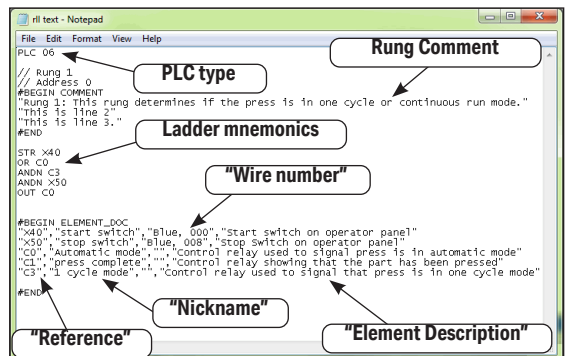 rll text - Notepad
File Edit Format View Help
PLC 06
Rung Comment
PLC type
// Rung 1
// Address 0
#BEGIN COMMENT
"Rung 1: This rung determines if the press is in one cycle or continuous run mode."
"This is line 2"
"This is line 3."
#END
Ladder mnemonics
STR X40
OR C0
ANDN C3
ANDN X50
OUT C0
"Wire number"
#BEGIN ELEMENT_DOC
"X40","start switch","Blue, 000","Start switch on operator panel"
"X50","stop switch","Blue, 008","Stop Switch on operator panel"
"C0","Automatic mode","","Control relay used to signal press is in automatic mode"
"C1","press complete","","Control relay showing that the part has been pressed"
"C3","1 cycle mode","","Control relay used to signal that press is in one cycle mode"
#END
"Nickname"
"Reference"
"Element Description"